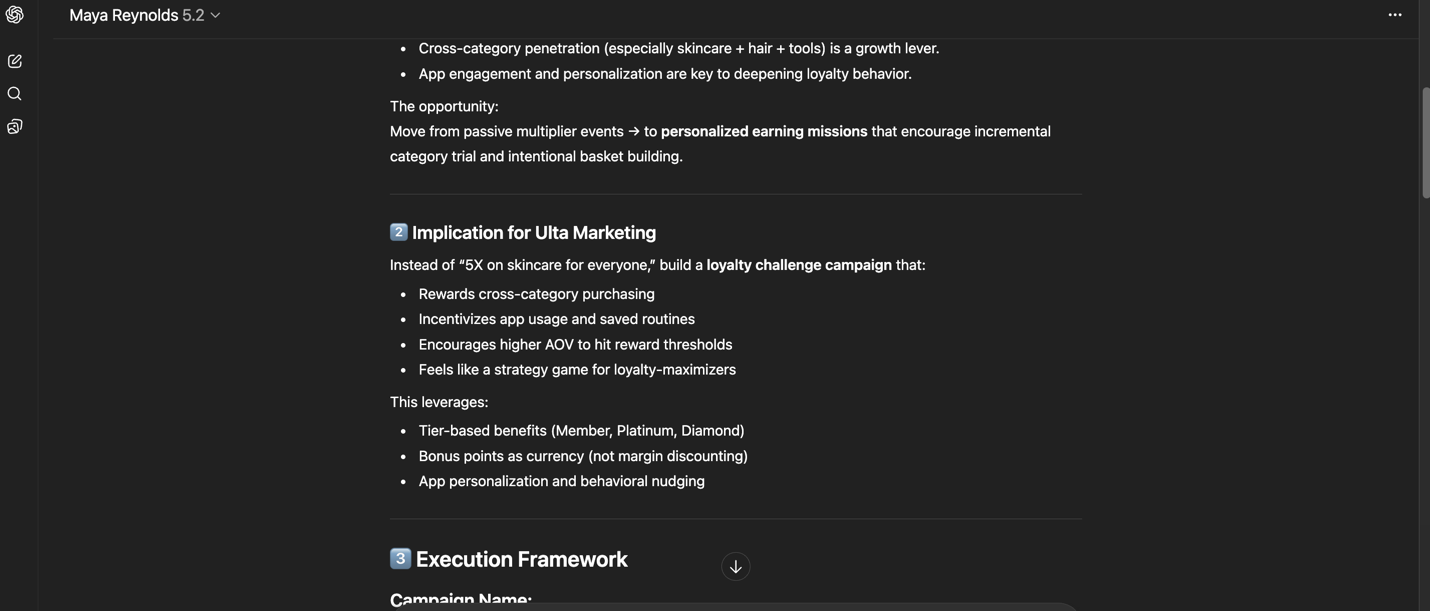 Maya Reynolds 5.2
• Cross-category penetration (especially skincare + hair + tools) is a growth lever.
• App engagement and personalization are key to deepening loyalty behavior.
The opportunity:
Move from passive multiplier events → to personalized earning missions that encourage incremental
category trial and intentional basket building.
2 Implication for Ulta Marketing
Instead of “5X on skincare for everyone,” build a loyalty challenge campaign that:
• Rewards cross-category purchasing
• Incentivizes app usage and saved routines
• Encourages higher AOV to hit reward thresholds
• Feels like a strategy game for loyalty-maximizers
This leverages:
• Tier-based benefits (Member, Platinum, Diamond)
• Bonus points as currency (not margin discounting)
• App personalization and behavioral nudging
3 Execution Framework
Campaign Name: